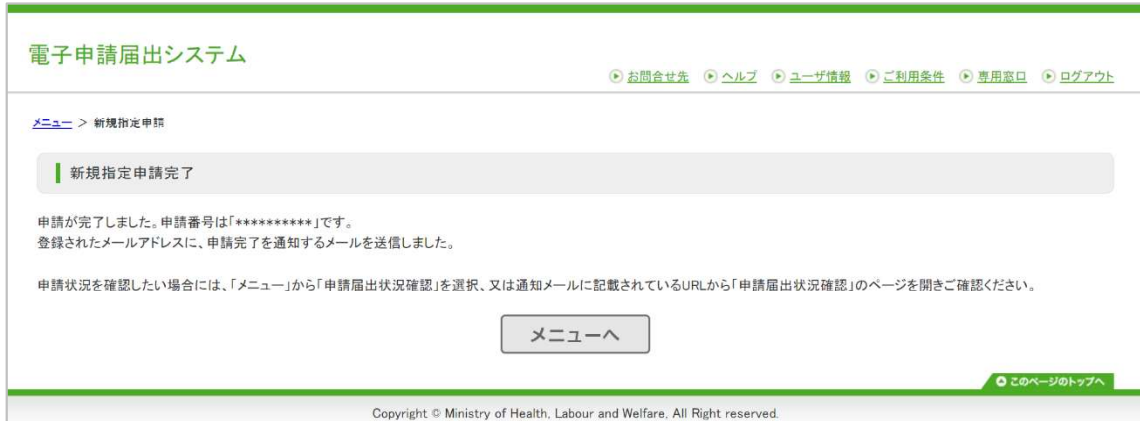 電子申請届出システム
お問合せ先 ヘルプ ユーザ情報 ご利用条件 専用窓口 ログアウト
メニュー > 新規指定申請
新規指定申請完了
申請が完了しました。申請番号は「**********」です。
登録されたメールアドレスに、申請完了を通知するメールを送信しました。
申請状況を確認したい場合には、「メニュー」から「申請届出状況確認」を選択、又は通知メールに記載されているURLから「申請届出状況確認」のページを開きご確認ください。
メニューへ
このページのトップへ
Copyright © Ministry of Health, Labour and Welfare, All Right reserved.